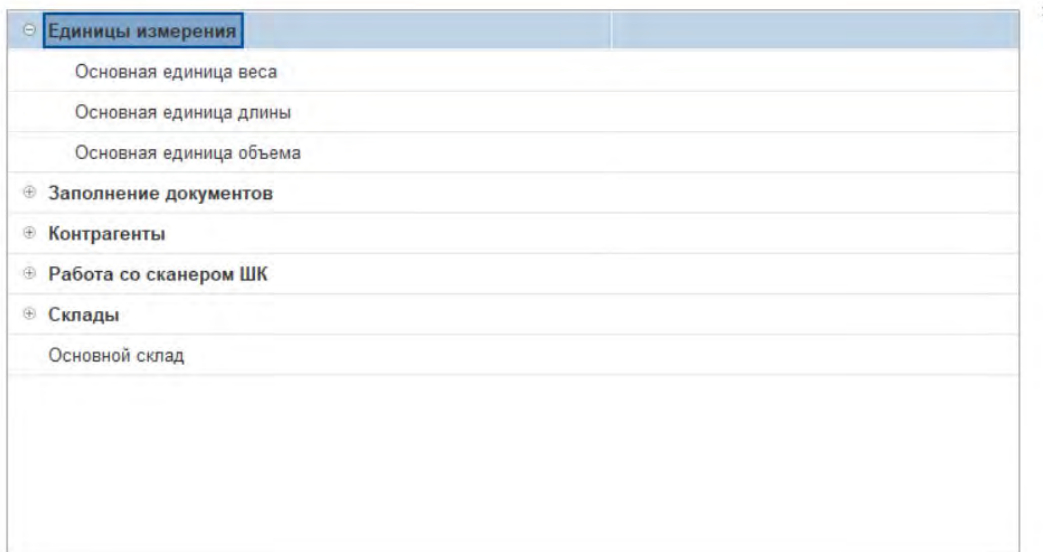 Единицы измерения
Основная единица веса
Основная единица длины
Основная единица объема
Заполнение документов
Контрагенты
Работа со сканером ШК
Склады
Основной склад